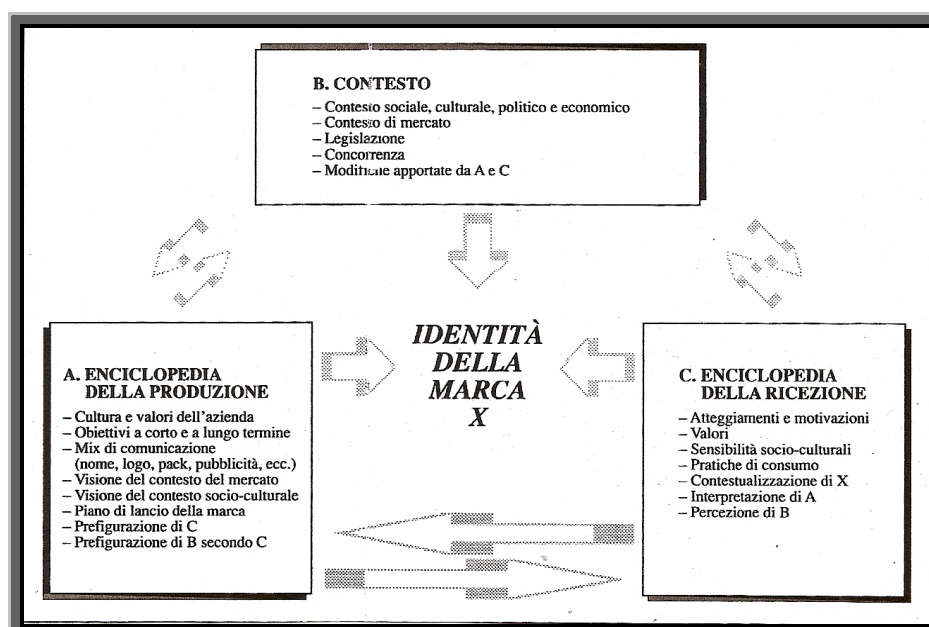 B. CONTESTO
– Contesto sociale, culturale, politico e economico
– Contesto di mercato
– Legislazione
– Concorrenza
– Modifiche apportate da A e C
IDENTITÀ
DELLA
MARCA
X
A. ENCICLOPEDIA
DELLA PRODUZIONE
– Cultura e valori dell'azienda
– Obiettivi a corto e a lungo termine
– Mix di comunicazione
(nome, logo, pack, pubblicità, ecc.)
– Visione del contesto del mercato
– Visione del contesto socio-culturale
– Piano di lancio della marca
– Prefigurazione di C
– Prefigurazione di B secondo C
C. ENCICLOPEDIA
DELLA RICEZIONE
– Atteggiamenti e motivazioni
– Valori
– Sensibilità socio-culturali
– Pratiche di consumo
– Contestualizzazione di X
– Interpretazione di A
– Percezione di B